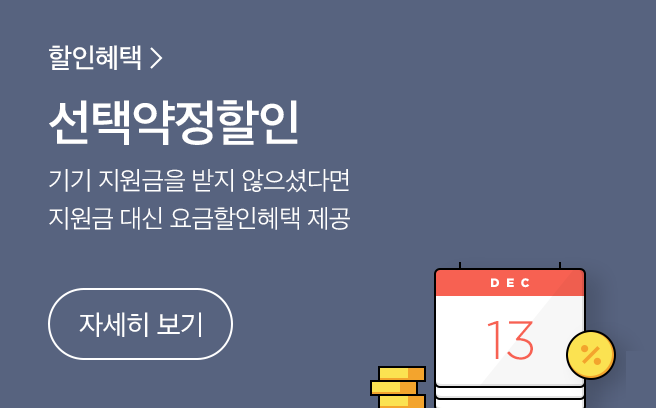 할인혜택 >
선택약정할인
기기 지원금을 받지 않으셨다면
지원금 대신 요금할인혜택 제공
자세히 보기
DEC
13
%